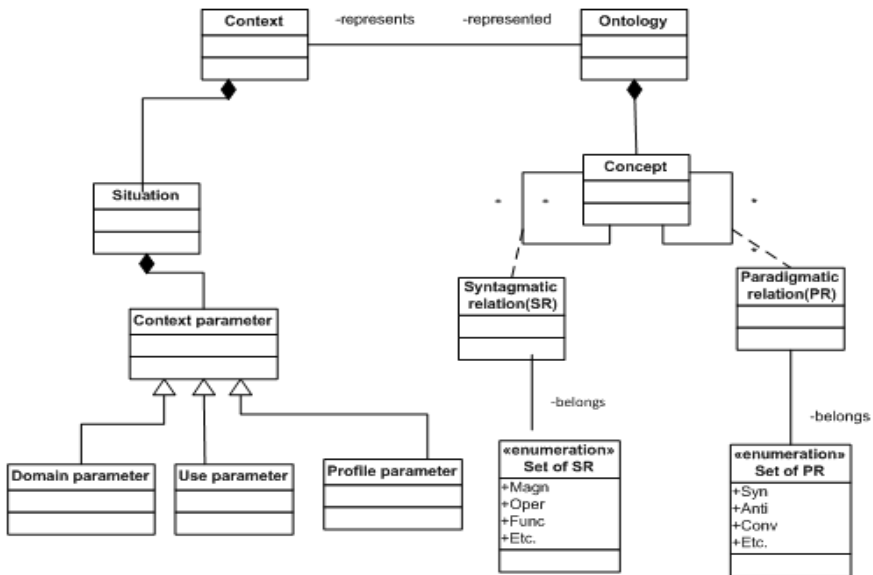 Context
-represents
-represented
Ontology
Concept
Situation
*
*
*
*
Syntagmatic
relation(SR)
Paradigmatic
relation(PR)
Context parameter
-belongs
-belongs
Domain parameter
Use parameter
Profile parameter
«enumeration»
Set of SR
+Magn
+Oper
+Func
+Etc.
«enumeration»
Set of PR
+Syn
+Anti
+Conv
+Etc.